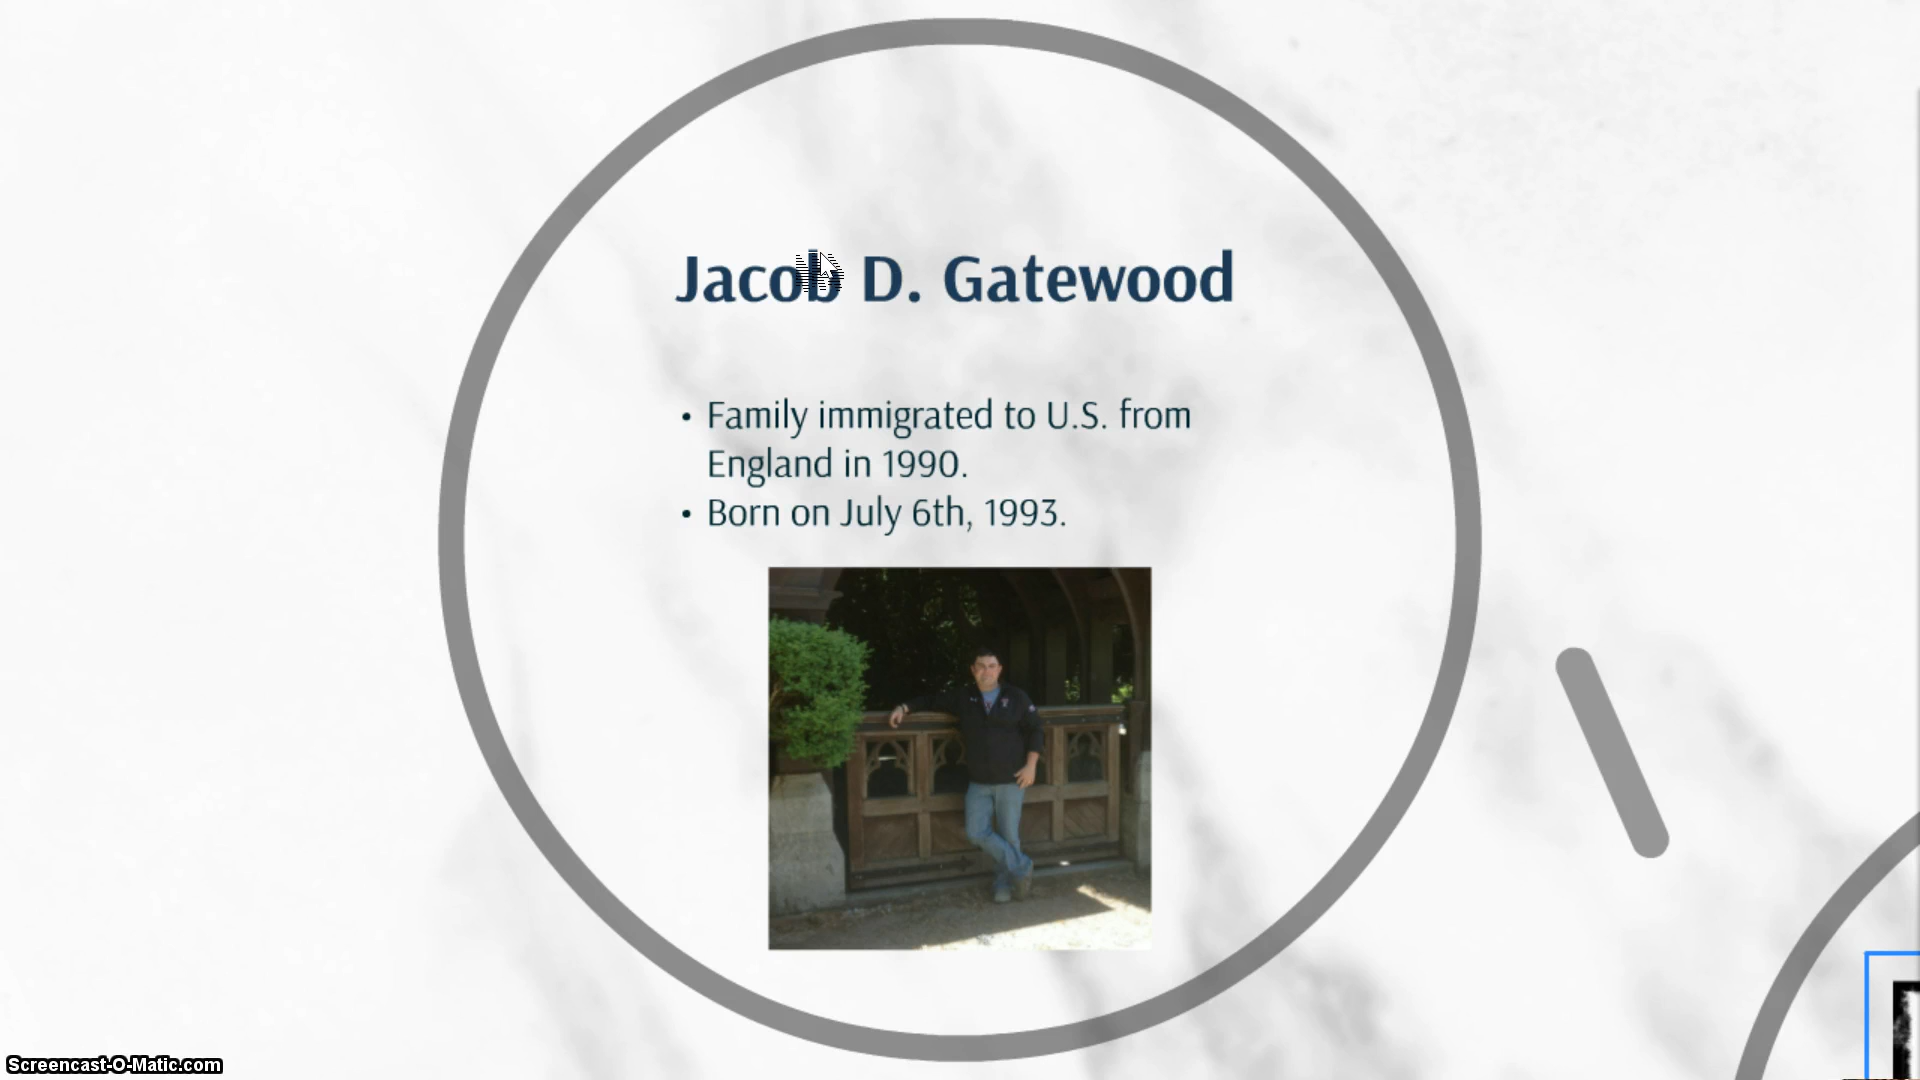 Jacob D. Gatewood
• Family immigrated to U.S. from
England in 1990.
• Born on July 6th, 1993.
Screencast-O-Matic.com